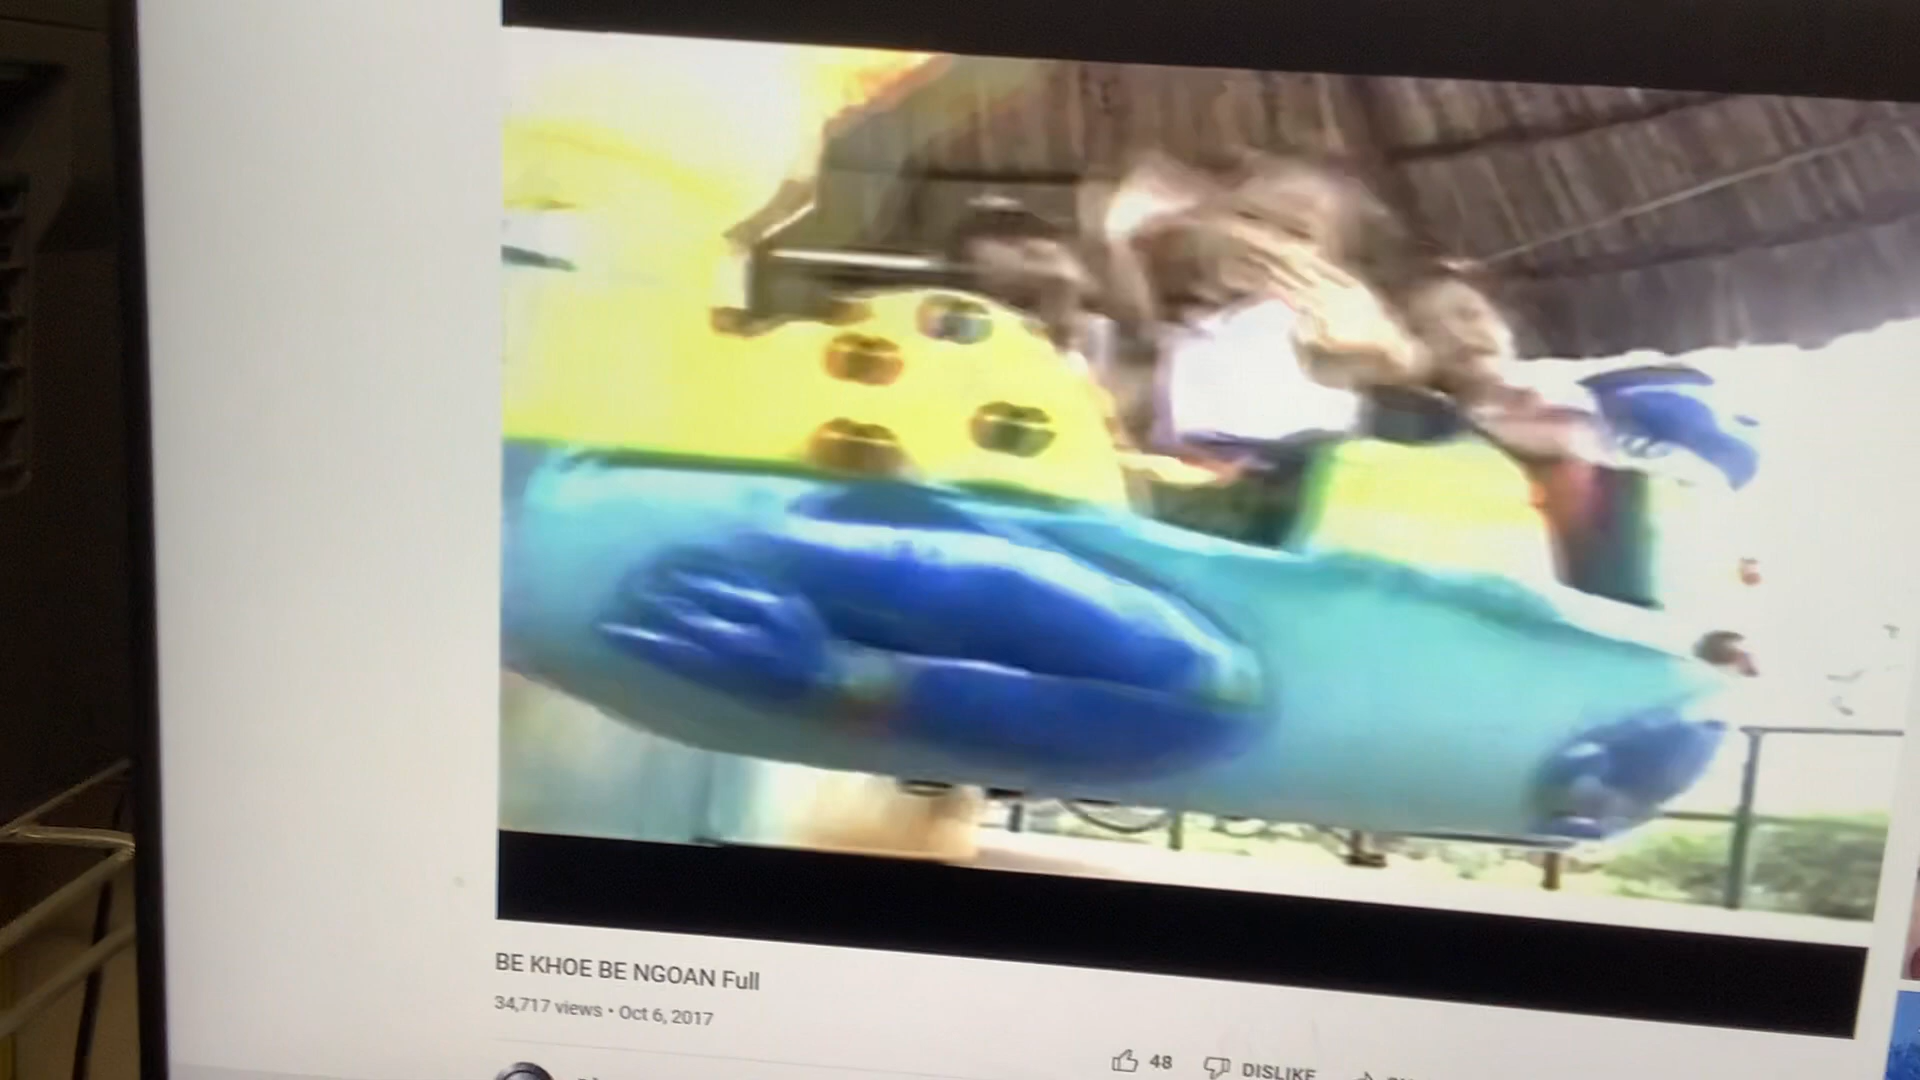 BE KHOE BE NGOAN Full
34,717 views • Oct 6, 2017
48 DISLIKE